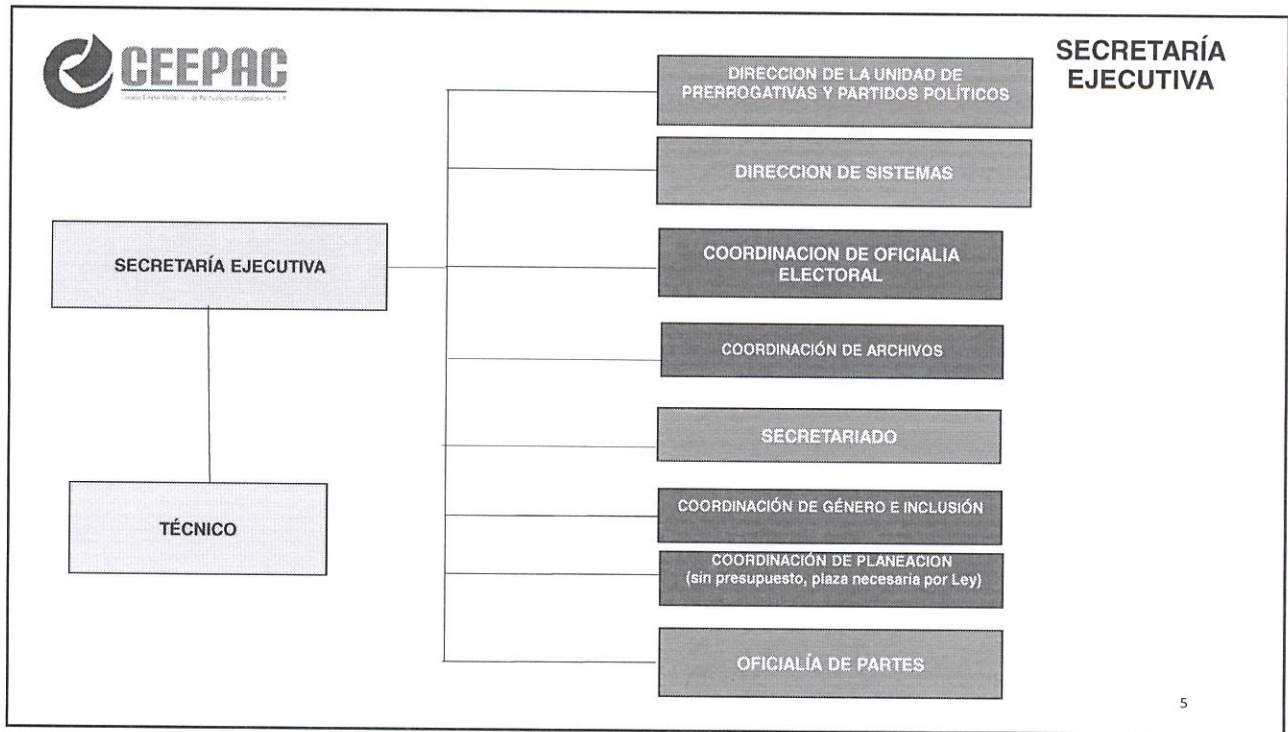 CEEPAC
SECRETARÍA
EJECUTIVA
DIRECCION DE LA UNIDAD DE
PRERROGATIVAS Y PARTIDOS POLÍTICOS
DIRECCION DE SISTEMAS
SECRETARÍA EJECUTIVA
COORDINACION DE OFICIALIA
ELECTORAL
COORDINACIÓN DE ARCHIVOS
SECRETARIADO
TÉCNICO
COORDINACIÓN DE GÉNERO E INCLUSIÓN
COORDINACIÓN DE PLANEACION
(sin presupuesto, plaza necesaria por Ley)
OFICIALÍA DE PARTES
5